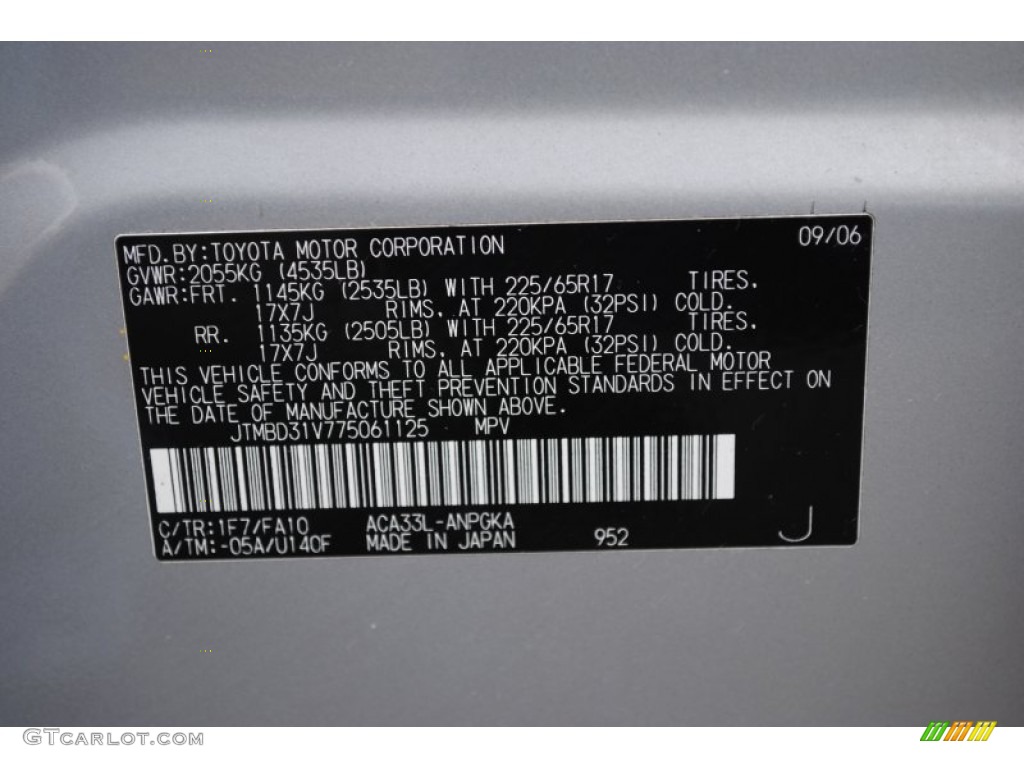 MFD.BY:TOYOTA MOTOR CORPORATION 09/06
GVWR:2055KG (4535LB)
GAWR:FRT. 1145KG (2535LB) WITH 225/65R17 TIRES.
17X7J RIMS, AT 220KPA (32PSI) COLD.
RR. 1135KG (2505LB) WITH 225/65R17 TIRES.
17X7J RIMS, AT 220KPA (32PSI) COLD.
THIS VEHICLE CONFORMS TO ALL APPLICABLE FEDERAL MOTOR
VEHICLE SAFETY AND THEFT PREVENTION STANDARDS IN EFFECT ON
THE DATE OF MANUFACTURE SHOWN ABOVE.
JTMBD31V775061125 MPV
C/TR:1F7/FA10 ACA33L-ANPGKA
A/TM:-05A/U140F MADE IN JAPAN 952 J
GTCARLOT.COM